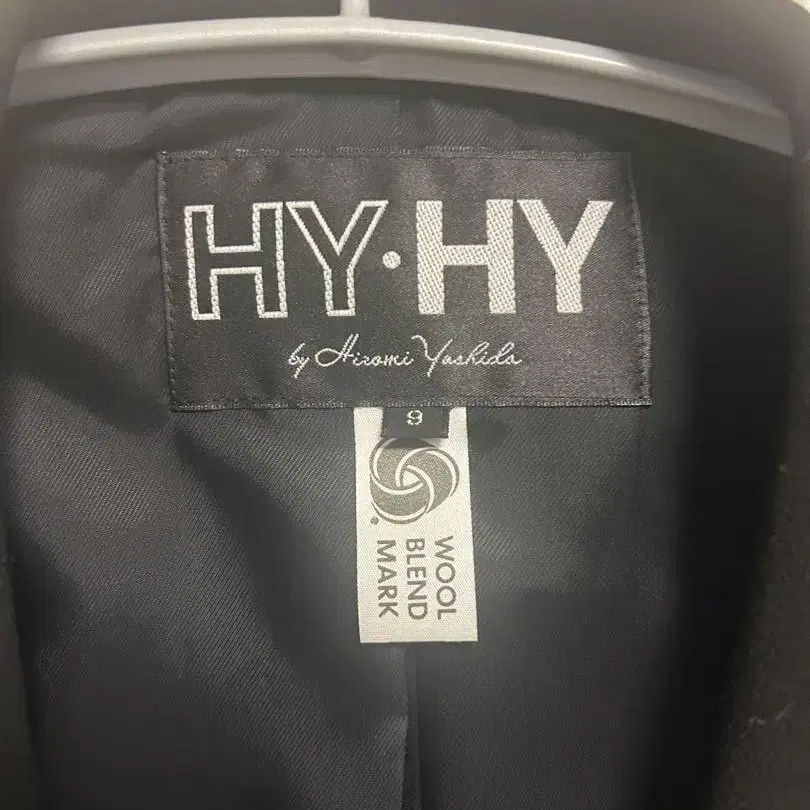 HY·HY
by Hiromi Yoshida
9
WOOL
BLEND
MARK